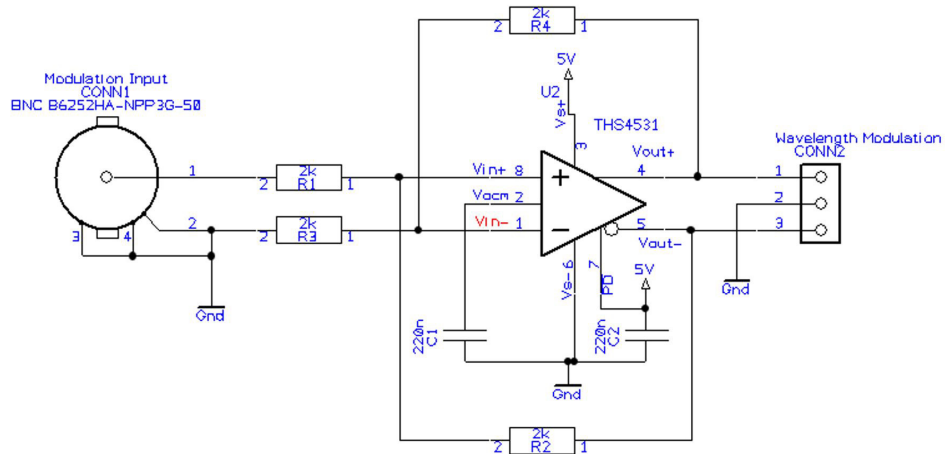 2k
2 1
R4
5V
Modulation Input
CONN1
BNC B6252HA-NPP3G-50
U2
Vs+
3
THS4531
Wavelength Modulation
CONN2
1
2k
2 1
R1
Vin+ 8
+
Vout+
4
1
Vocm 2
2
2
2k
2 1
R3
Vin- 1
−
5
Vout-
3
3 4
Vs- 6
7
PD
5V
Gnd
Gnd
220n
C1
220n
C2
Gnd
2k
2 1
R2